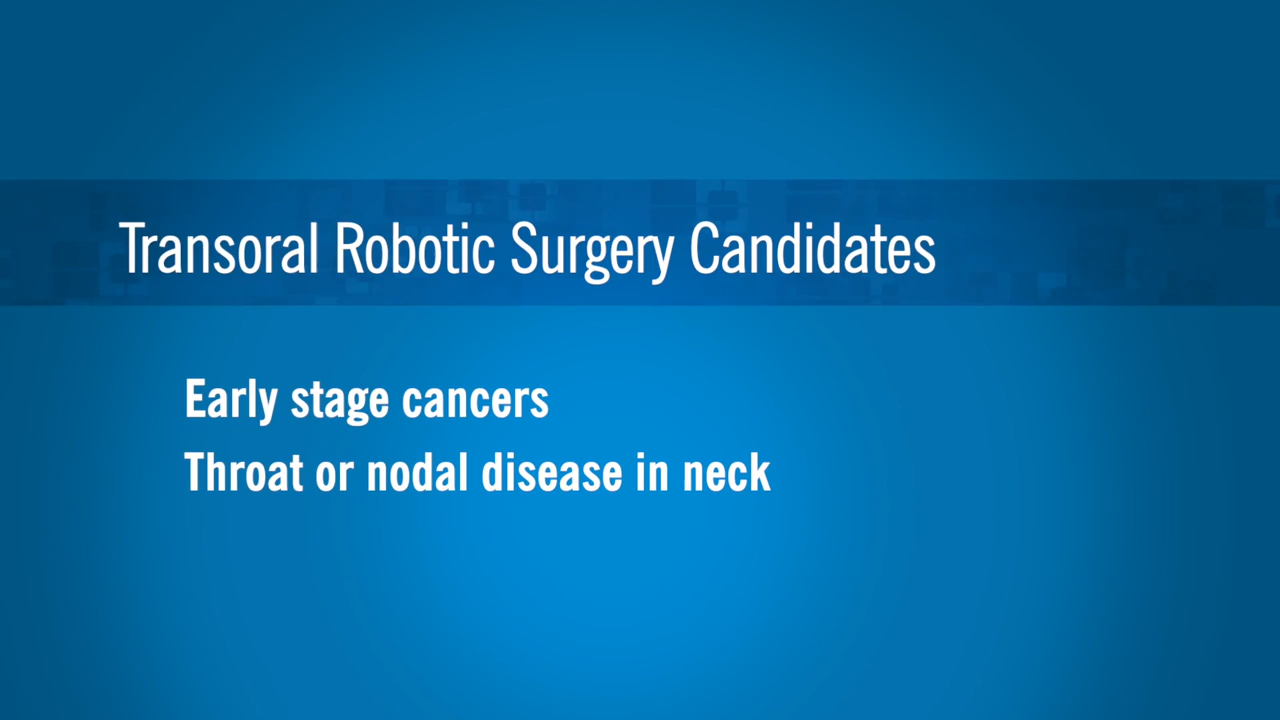 Transoral Robotic Surgery Candidates
Early stage cancers
Throat or nodal disease in neck